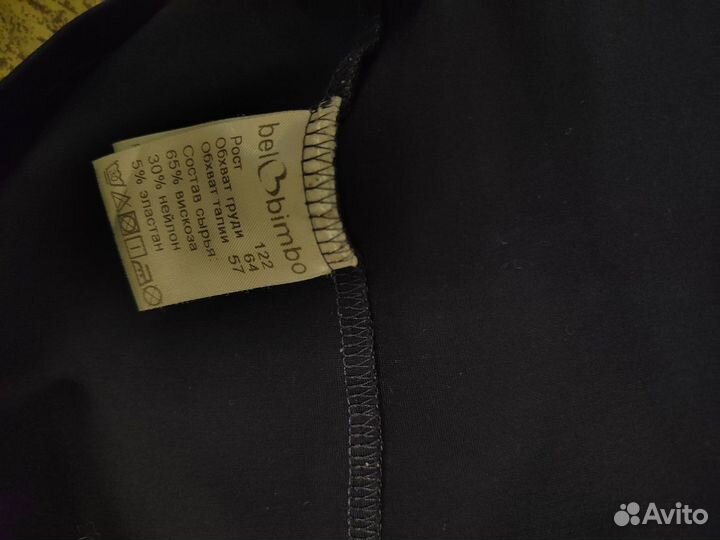 bel bimbo
Рост 122
Обхват груди 64
Обхват талии 57
Состав сырья:
65% вискоза
30% нейлон
5% эластан
Avito